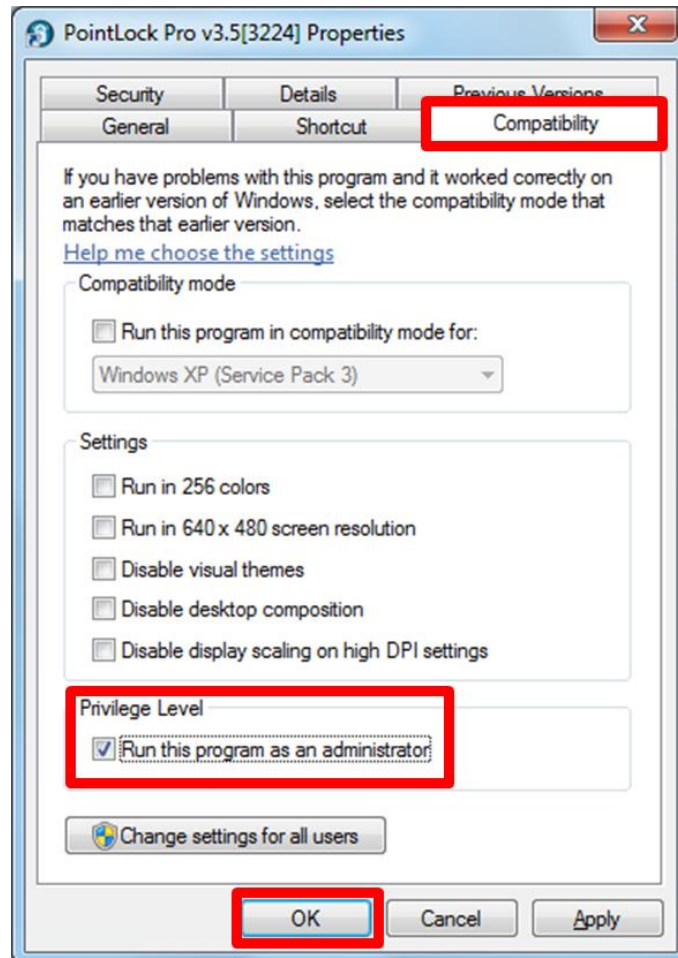 PointLock Pro v3.5[3224] Properties
Security Details Previous Versions
General Shortcut Compatibility
If you have problems with this program and it worked correctly on
an earlier version of Windows, select the compatibility mode that
matches that earlier version.
Help me choose the settings
Compatibility mode
Run this program in compatibility mode for:
Windows XP (Service Pack 3)
Settings
Run in 256 colors
Run in 640 x 480 screen resolution
Disable visual themes
Disable desktop composition
Disable display scaling on high DPI settings
Privilege Level
Run this program as an administrator
Change settings for all users
OK Cancel Apply